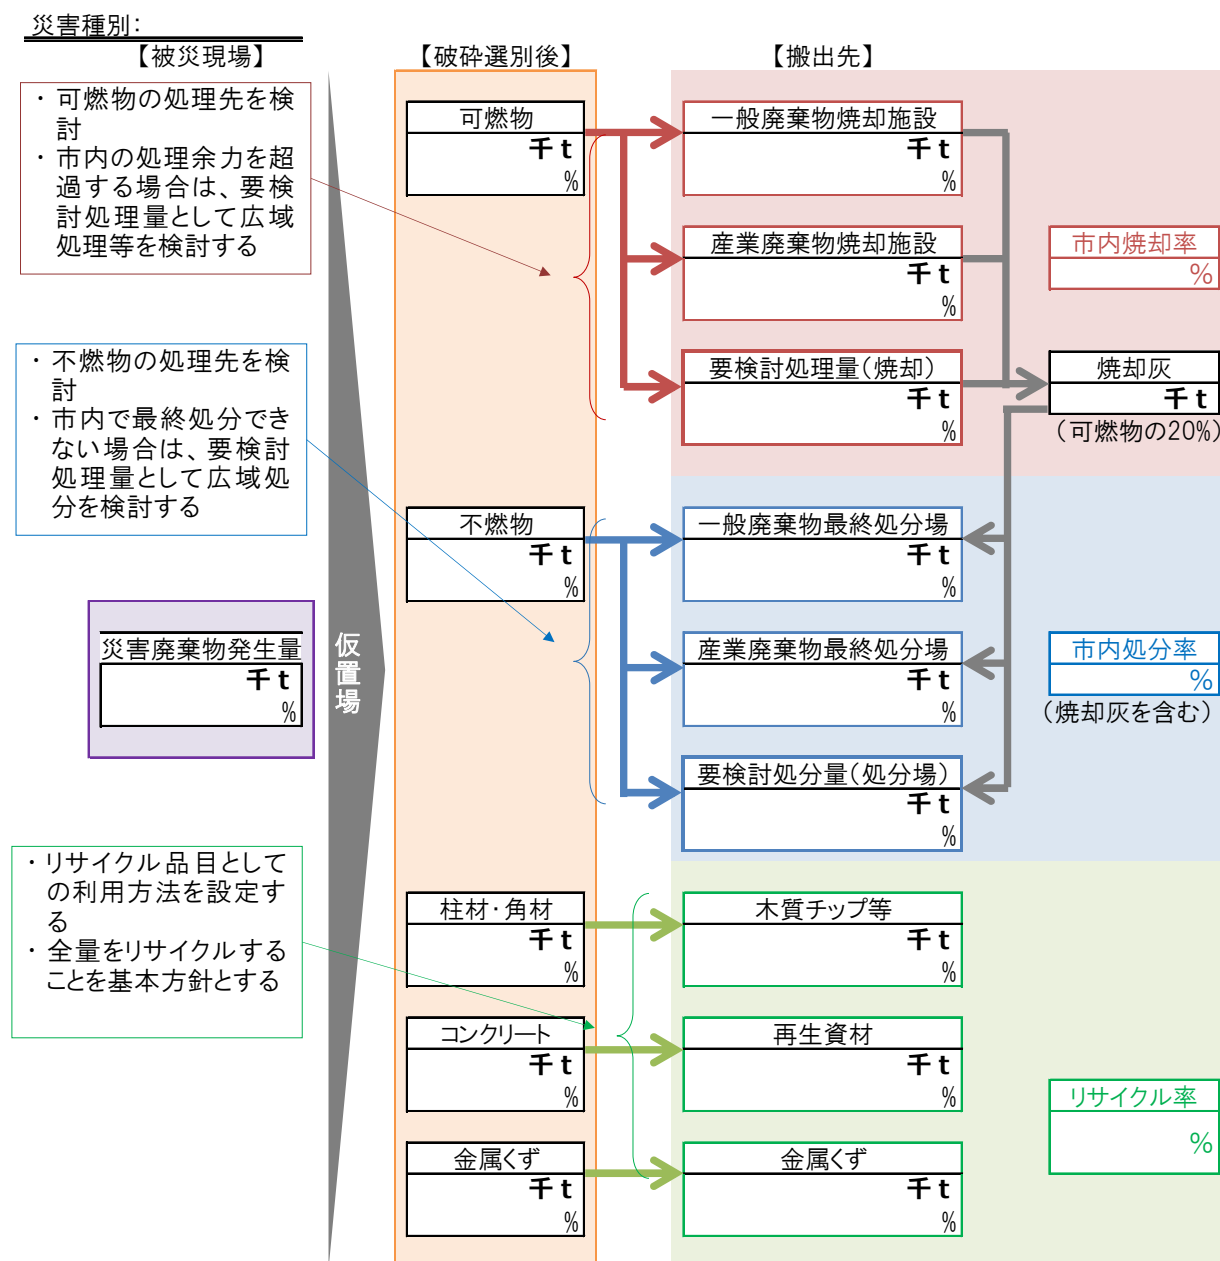 災害種別:
【被災現場】
【破砕選別後】
【搬出先】
・可燃物の処理先を検
討
・市内の処理余力を超
過する場合は、要検
討処理量として広域
処理等を検討する
・不燃物の処理先を検
討
・市内で最終処分でき
ない場合は、要検討
処理量として広域処
分を検討する
災害廃棄物発生量
千t
%
・リサイクル品目として
の利用方法を設定す
る
・全量をリサイクルする
ことを基本方針とする
仮置場
可燃物
千t
%
不燃物
千t
%
柱材・角材
千t
%
コンクリート
千t
%
金属くず
千t
%
一般廃棄物焼却施設
千t
%
産業廃棄物焼却施設
千t
%
要検討処理量(焼却)
千t
%
一般廃棄物最終処分場
千t
%
産業廃棄物最終処分場
千t
%
要検討処分量(処分場)
千t
%
木質チップ等
千t
%
再生資材
千t
%
金属くず
千t
%
市内焼却率
%
焼却灰
千t
(可燃物の20%)
市内処分率
%
(焼却灰を含む)
リサイクル率
%